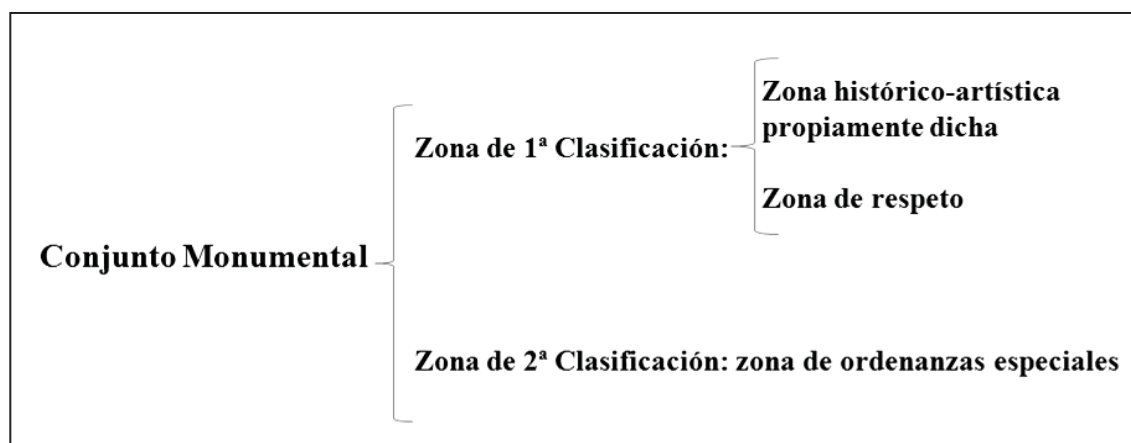 Conjunto Monumental
Zona de 1ª Clasificación:
Zona histórico-artística
propiamente dicha
Zona de respeto
Zona de 2ª Clasificación: zona de ordenanzas especiales